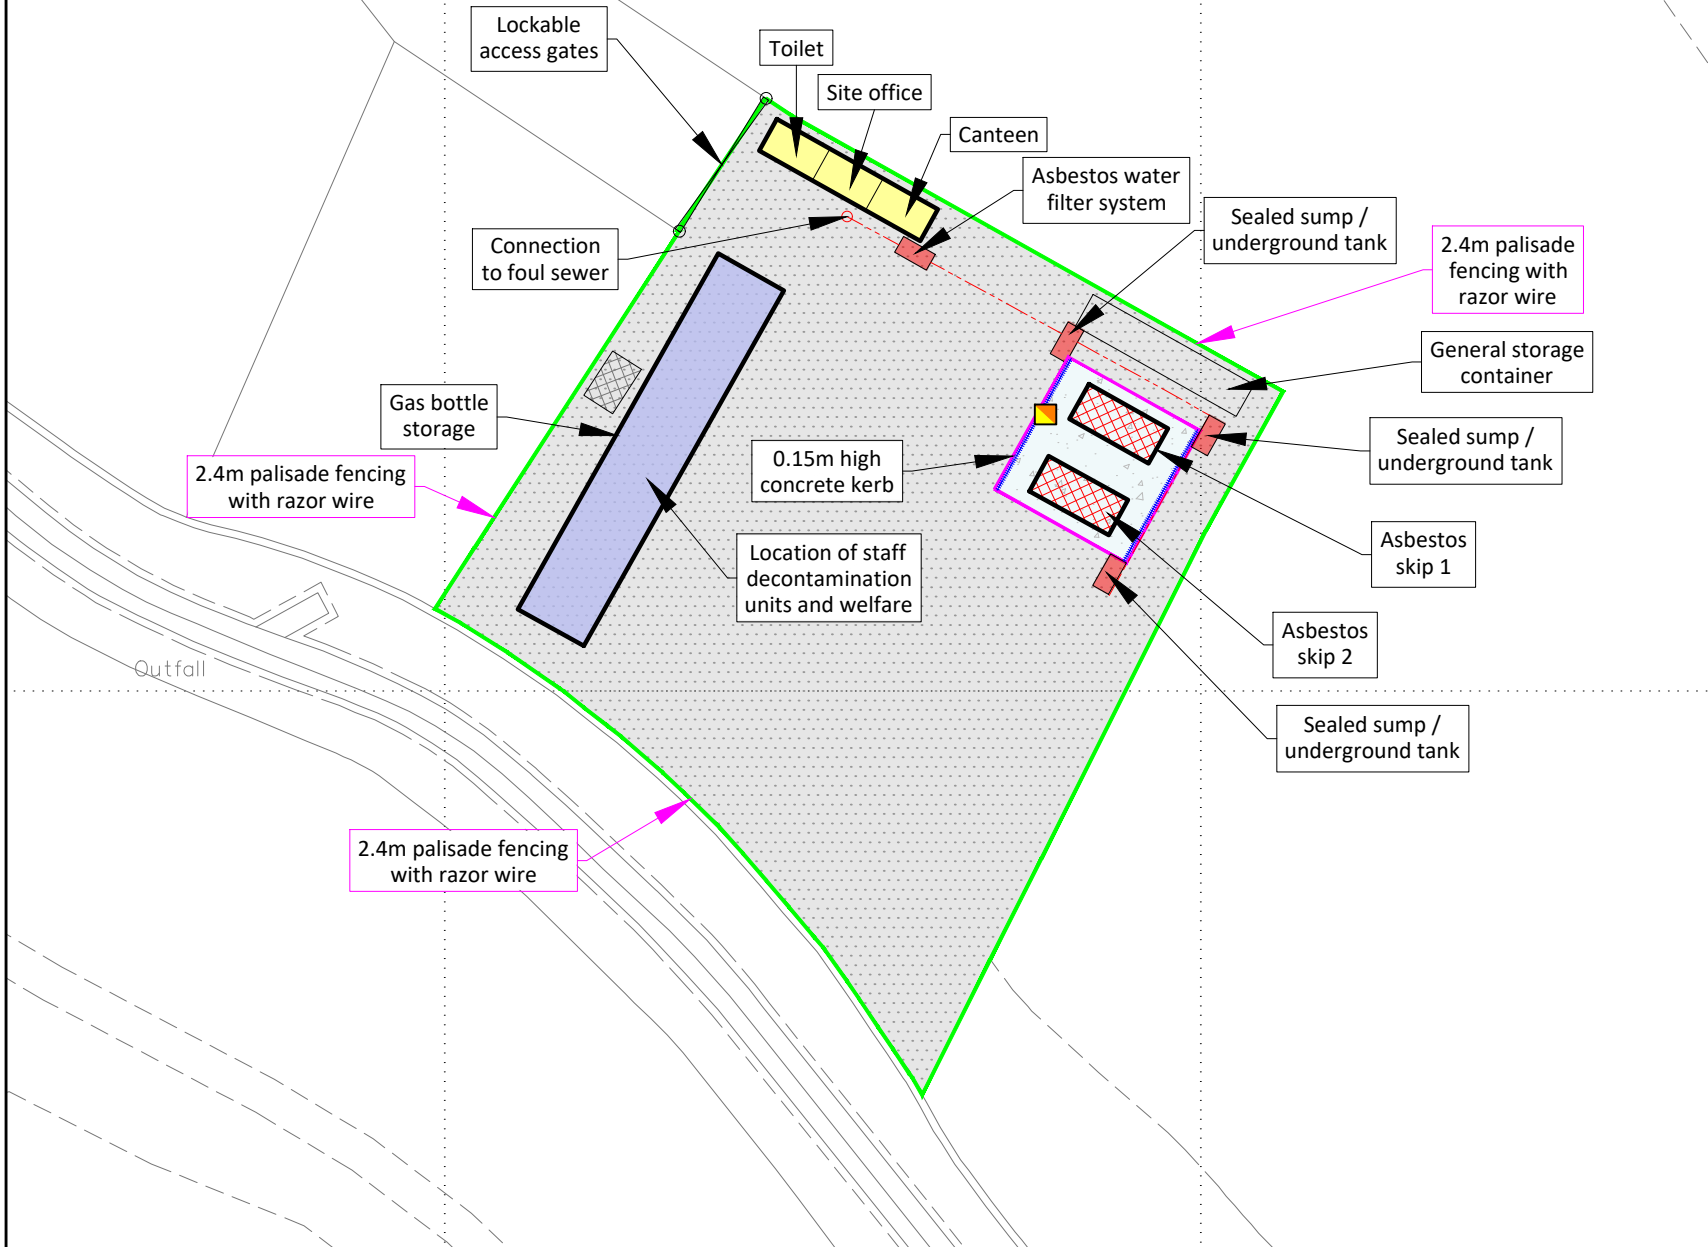 Lockable
access gates
Toilet
Site office
Canteen
Asbestos water
filter system
Sealed sump /
underground tank
2.4m palisade
fencing with
razor wire
Connection
to foul sewer
General storage
container
Gas bottle
storage
Sealed sump /
underground tank
2.4m palisade fencing
with razor wire
0.15m high
concrete kerb
Asbestos
skip 1
Location of staff
decontamination
units and welfare
Asbestos
skip 2
Outfall
Sealed sump /
underground tank
2.4m palisade fencing
with razor wire